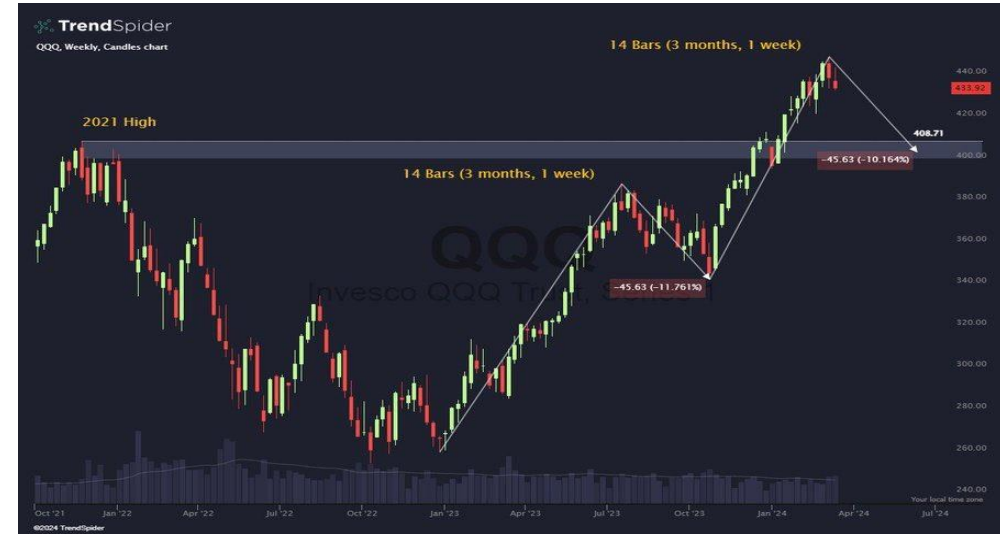 TrendSpider
QQQ, Weekly, Candles chart
14 Bars (3 months, 1 week)
440.00
433.92
420.00
2021 High
408.71
400.00
-45.63 (-10.164%)
14 Bars (3 months, 1 week)
380.00
360.00
QQQ
340.00
-45.63 (-11.761%)
Invesco QQQ Trust, Series 1
320.00
300.00
280.00
260.00
240.00
Your local time zone
Oct '21 Jan '22 Apr '22 Jul '22 Oct '22 Jan '23 Apr '23 Jul '23 Oct '23 Jan '24 Apr '24 Jul '24
©2024 TrendSpider